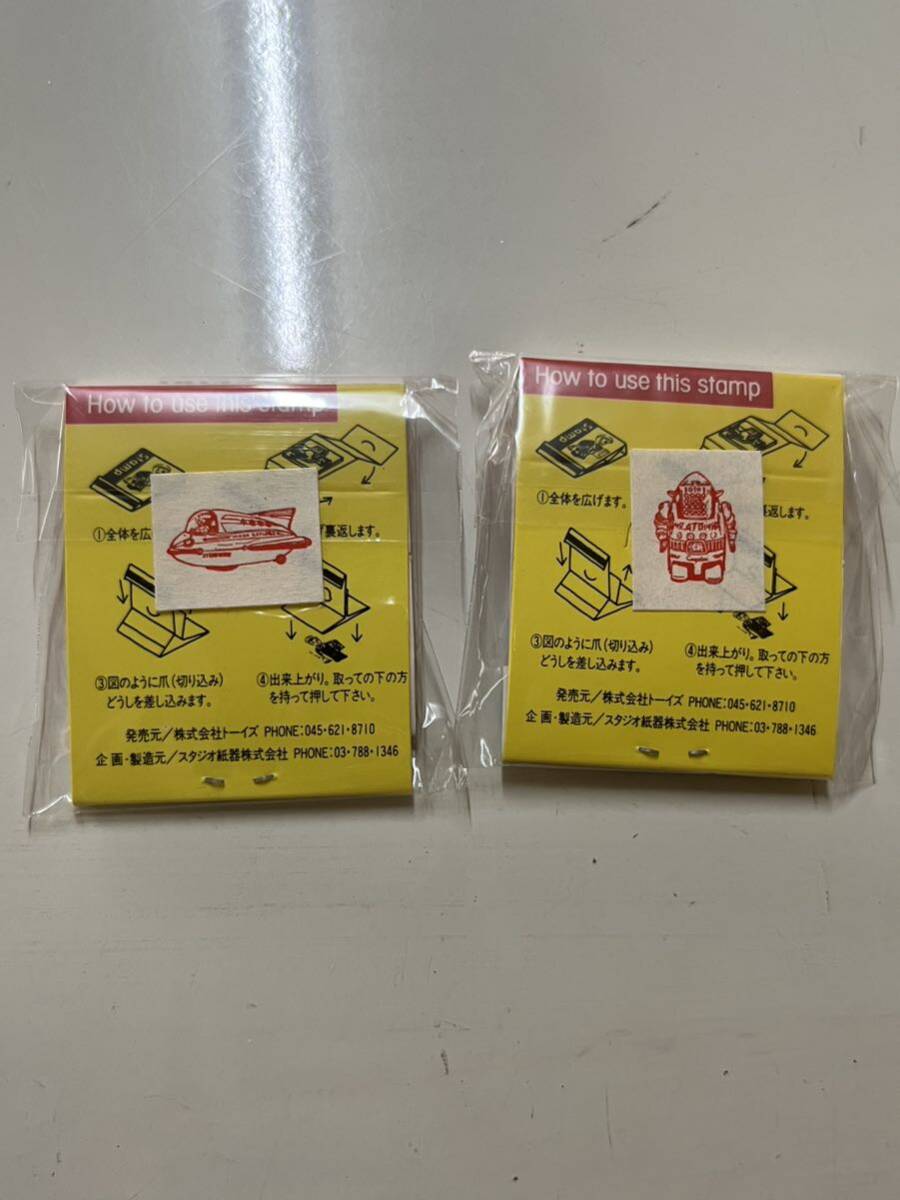 How to use this stamp
Stamp
①全体を広
裏返します。
③図のように爪(切り込み)
どうしを差し込みます。
④出来上がり。取っての下の方
を持って押して下さい。
発売元/株式会社トーイズ PHONE:045・621・8710
企画・製造元/スタジオ紙器株式会社 PHONE:03・788・1346
How to use this stamp
Stamp
①全体を広げます。
返します。
MR.ATOMIC
③図のように爪(切り込み)
どうしを差し込みます。
④出来上がり。取っての下の方
を持って押して下さい。
発売元/株式会社トーイズ PHONE:045・621・8710
企画・製造元/スタジオ紙器株式会社 PHONE:03・788・1346